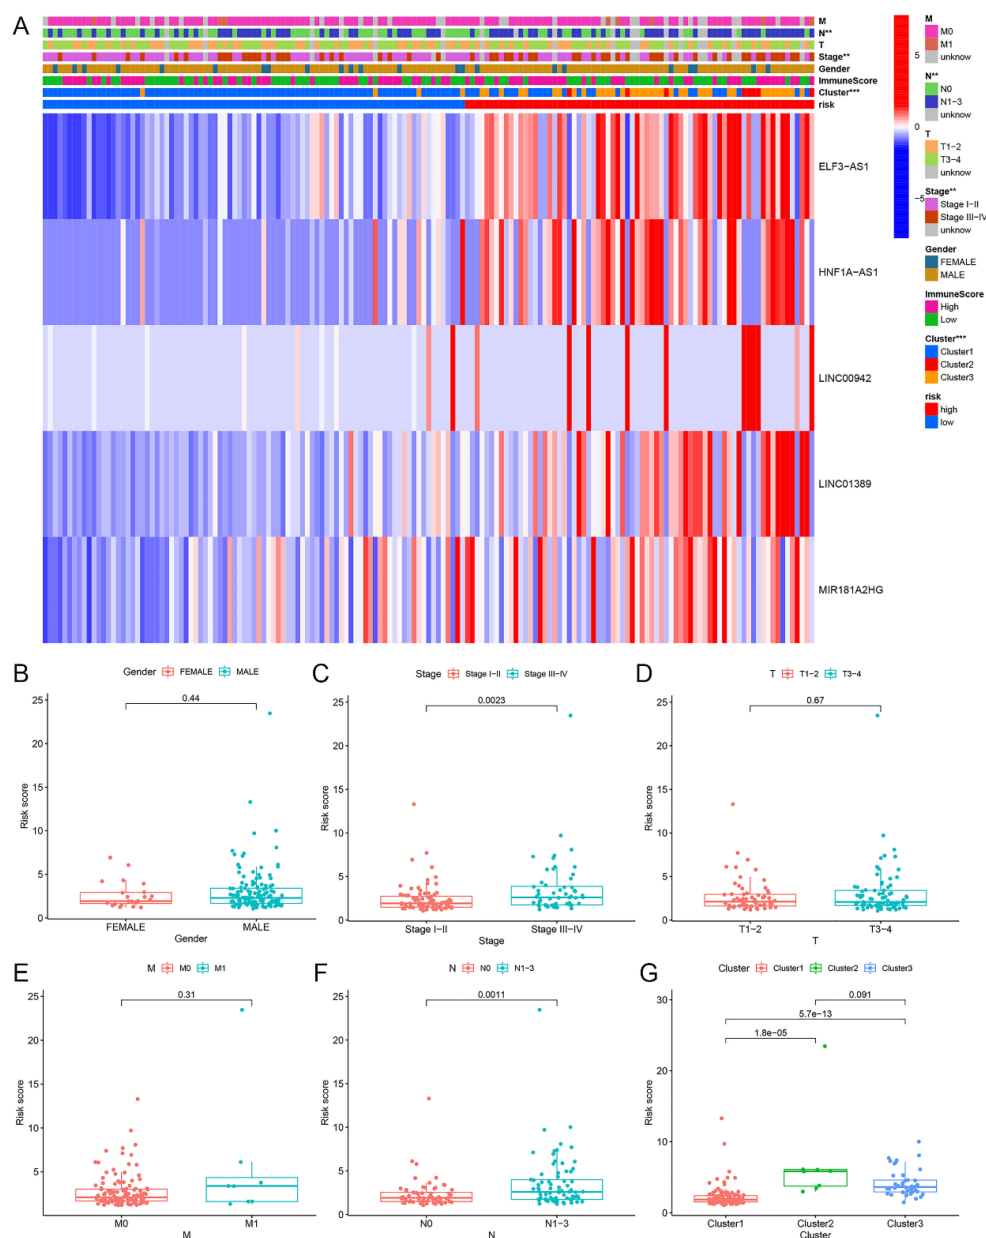 A
M
N**
T
Stage**
Gender
ImmuneScore
Cluster***
risk
ELF3−AS1
HNF1A−AS1
LINC00942
LINC01389
MIR181A2HG
5
0
−5
M
M0
M1
unknow
N**
N0
N1−3
unknow
T
T1−2
T3−4
unknow
Stage**
Stage I−II
Stage III−IV
unknow
Gender
FEMALE
MALE
ImmuneScore
High
Low
Cluster***
Cluster1
Cluster2
Cluster3
risk
high
low
B
Gender FEMALE MALE
0.44
25
20
15
10
5
0
Risk score
FEMALE MALE
Gender
C
Stage Stage I−II Stage III−IV
0.0023
25
20
15
10
5
0
Risk score
Stage I−II Stage III−IV
Stage
D
T T1−2 T3−4
0.67
25
20
15
10
5
0
Risk score
T1−2 T3−4
T
E
M M0 M1
0.31
25
20
15
10
5
Risk score
M0 M1
M
F
N N0 N1−3
0.0011
25
20
15
10
5
0
Risk score
N0 N1−3
N
G
Cluster Cluster1 Cluster2 Cluster3
0.091
5.7e−13
1.8e−05
30
20
10
0
Risk score
Cluster1 Cluster2 Cluster3
Cluster